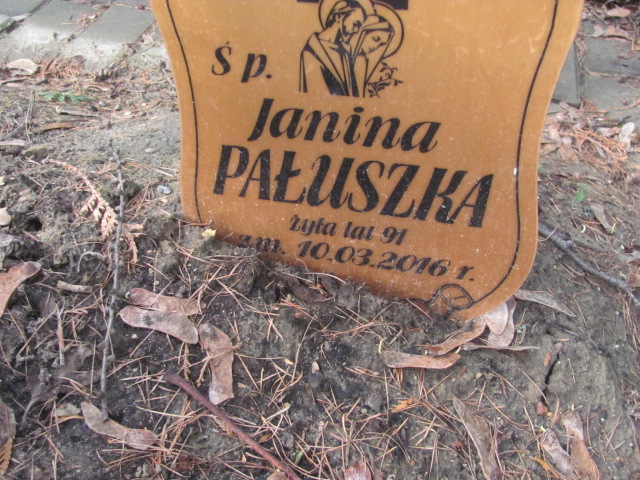 Ś p.
Janina
PAŁUSZKA
żyła lat 91
zm. 10.03.2016 r.